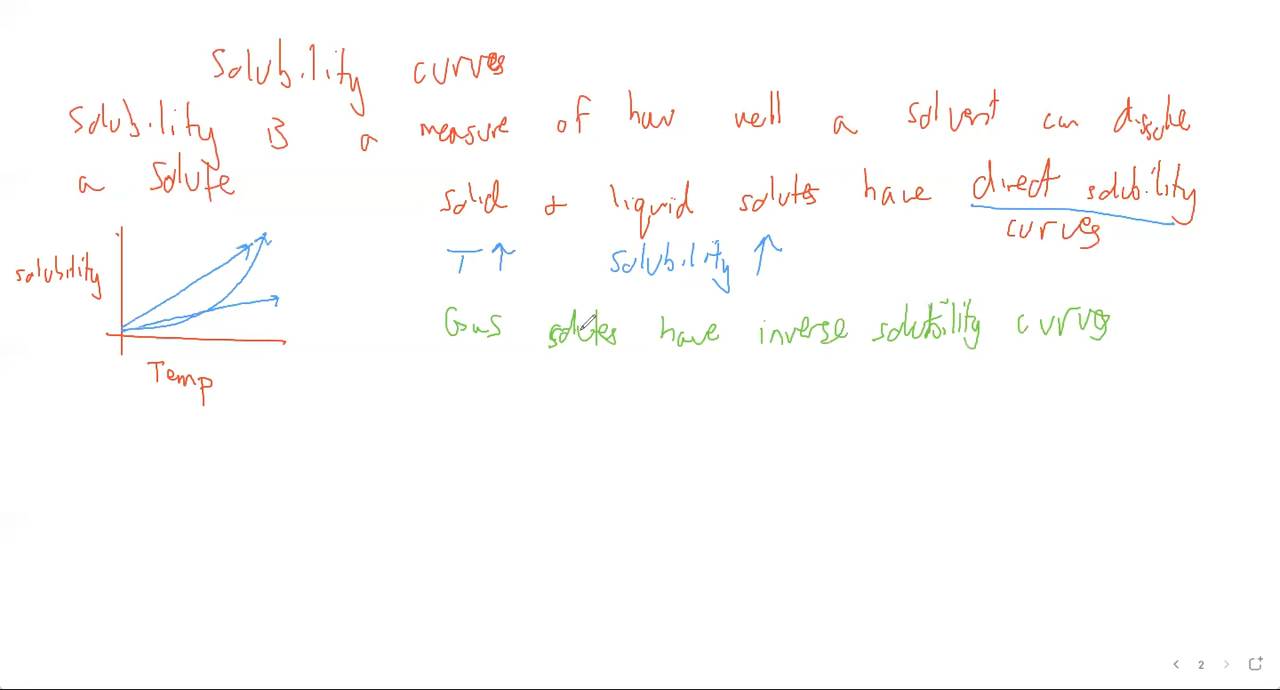 Solubility curves
Solubility is a measure of how well a solvent can dissolve
a solute
solid & liquid solutes have direct solubility
curves
solubility
T ↑ solubility ↑
Gas solutes have inverse solubility curves
Temp
2